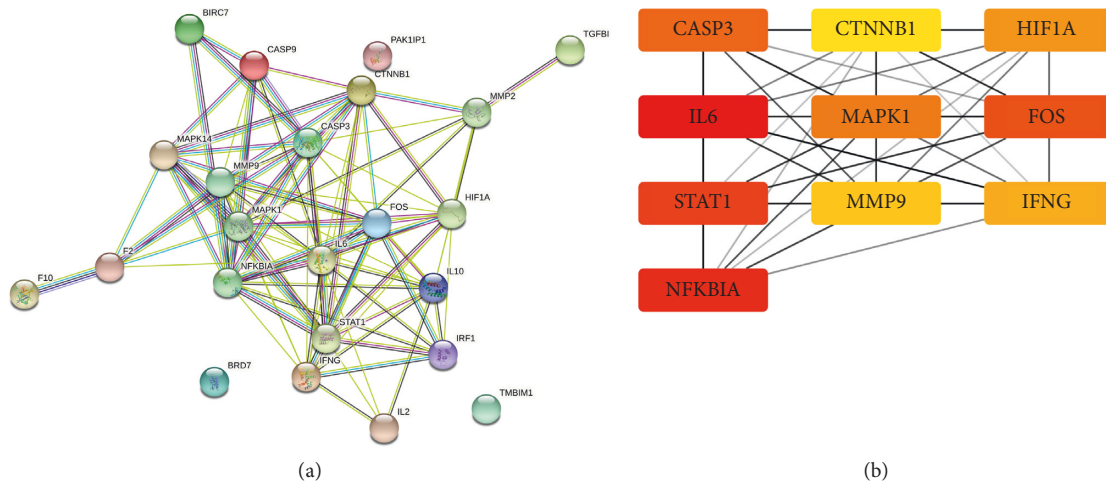 BIRC7
CASP9
PAK1IP1
TGFBI
CTNNB1
MMP2
CASP3
MAPK14
MMP9
MAPK1
FOS
HIF1A
F2
IL6
F10
NFKBIA
IL10
STAT1
IRF1
BRD7
IFNG
TMBIM1
IL2
(a)
CASP3 CTNNB1 HIF1A
IL6 MAPK1 FOS
STAT1 MMP9 IFNG
NFKBIA
(b)